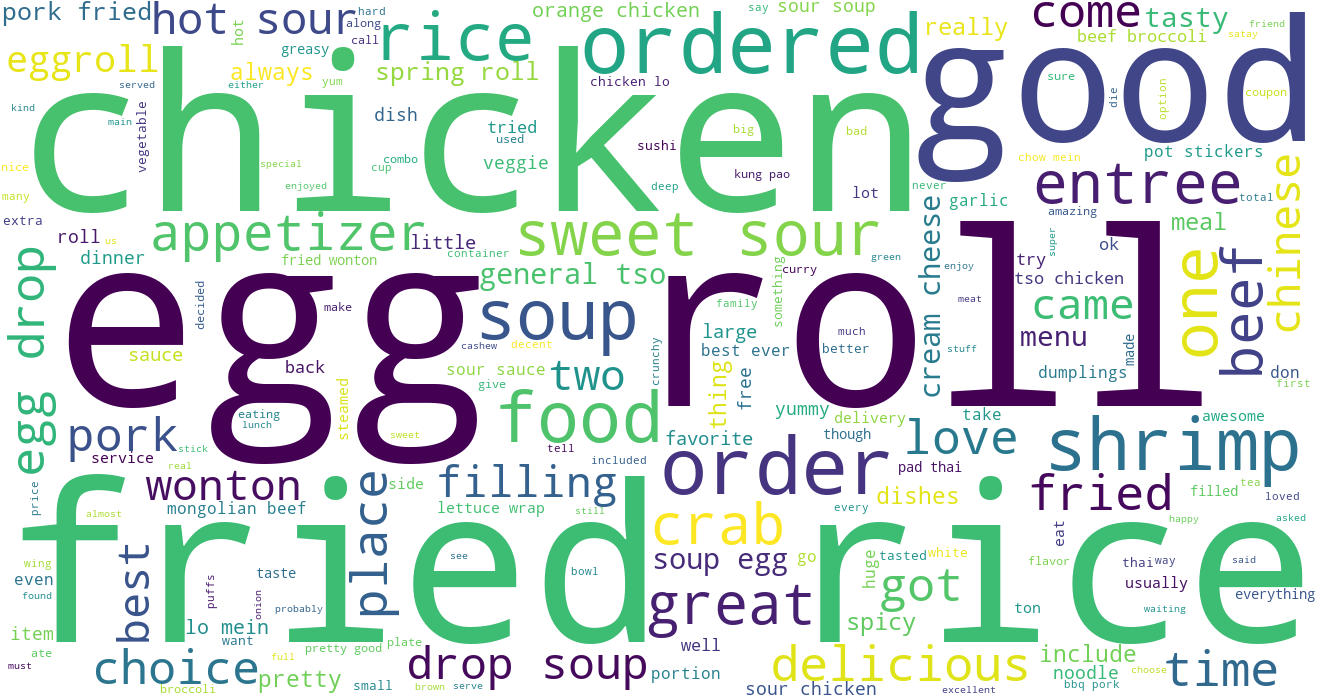 pork fried
hot sour
hard
along
call
hot
greasy
rice
orange chicken
say
sour soup
ordered
really
come
tasty
friend
beef broccoli
satay
eggroll
always
yum
spring roll
chicken lo
served
either
good
sure
die
option
coupon
kind
main
vegetable
chicken
dish
tried
used
big
bad
sushi
combo
veggie
kung pao
chow mein
pot stickers
nice
special
cup
enjoyed
deep
lot
never
entree
total
many
garlic
chinese
extra
appetizer
little
sweet sour
cream cheese
amazing
meal
roll
us
dinner
fried wonton
container
green
super
ok
enjoy
try
tso chicken
one
beef
egg drop
decided
general tso
curry
something
make
egg roll
soup
family
meat
came
menu
large
much
best ever
better
stuff
made
sauce
cashew
decent
crunchy
back
sour sauce
two
thing
free
dumplings
don
first
give
steamed
food
yummy
delivery
take
awesome
eating
lunch
pork
sweet
favorite
though
love
shrimp
service
stick
tell
included
order
pad thai
real
wonton
place
side
filling
dishes
fried
filled
tea
loved
price
mongolian beef
lettuce wrap
still
every
almost
crab
happy
asked
eat
fried rice
best
see
soup egg
go
tasted
white
huge
flavor
thai
way
said
wing
even
found
taste
bowl
puffs
onion
probably
great
got
usually
everything
ton
waiting
item
lo mein
want
spicy
ate
pretty good
plate
well
include
must
full
choice
pretty
small
drop soup
portion
delicious
noodle
choose
time
broccoli
brown
serve
sour chicken
excellent
bbq pork